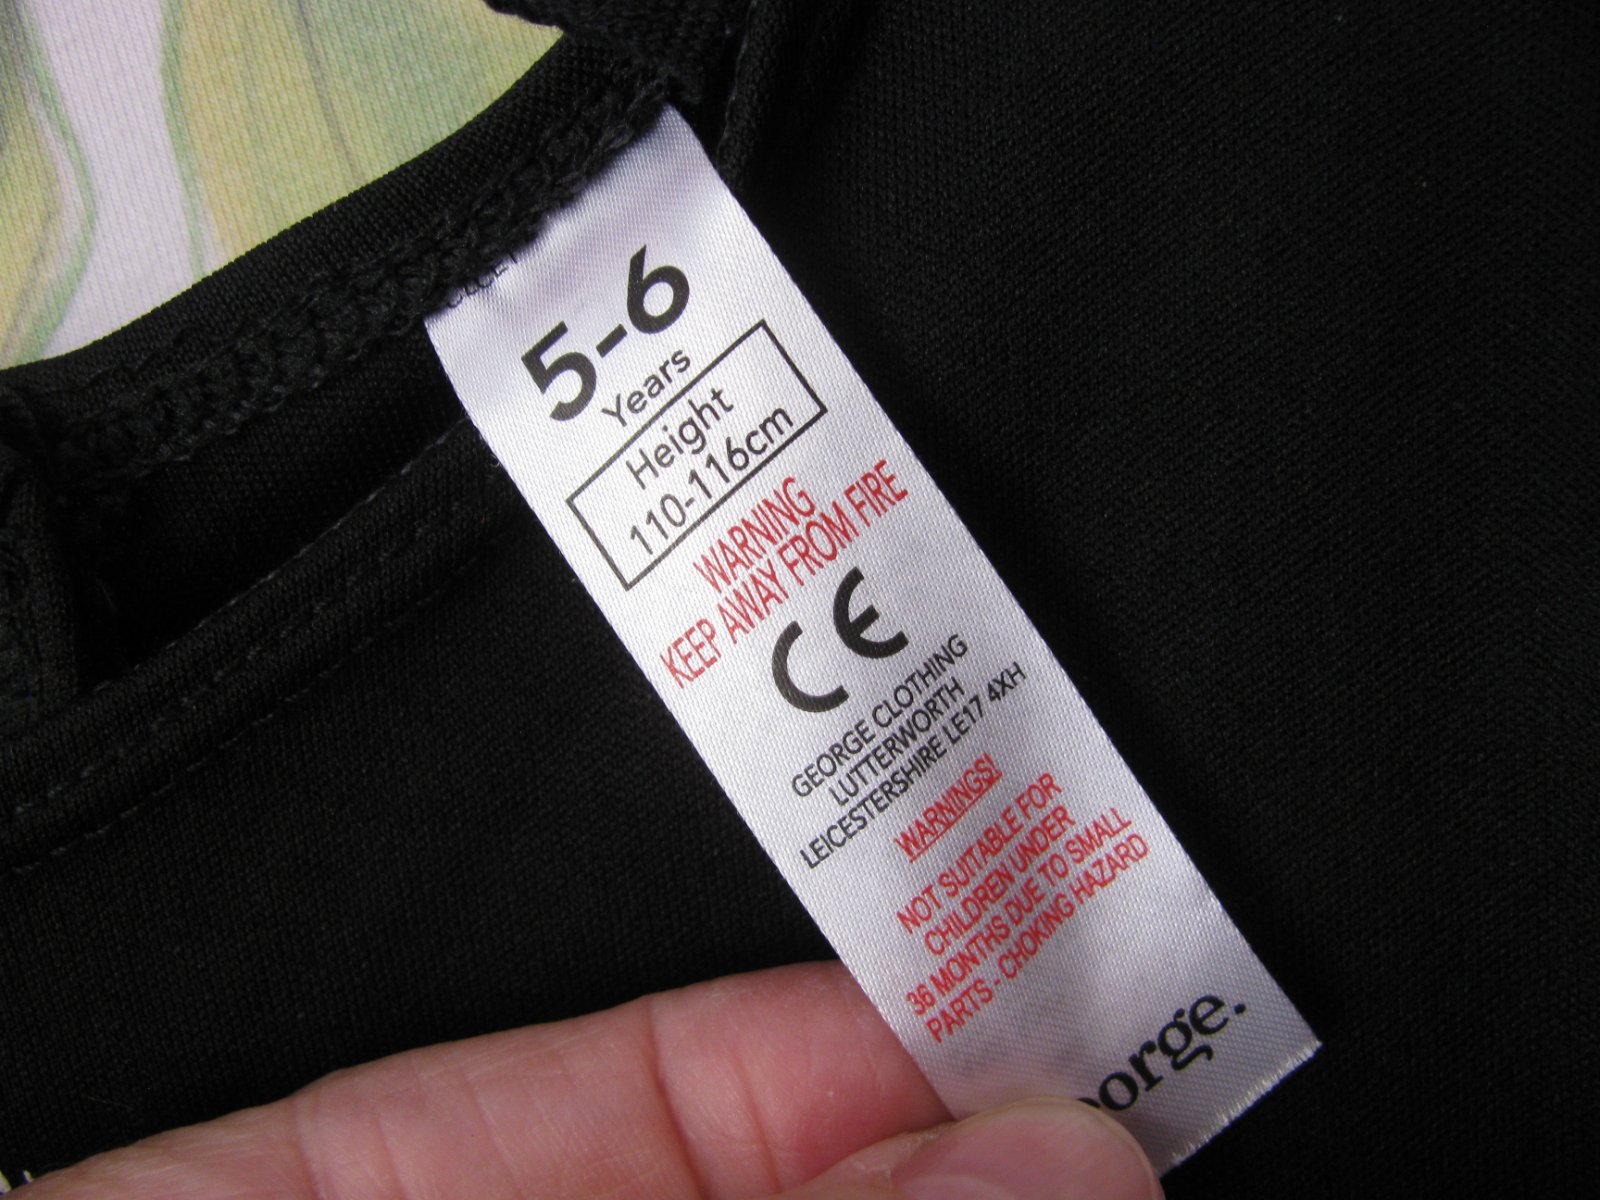 5-6
Years
Height
110-116cm
WARNING
KEEP AWAY FROM FIRE
CE
GEORGE CLOTHING
LUTTERWORTH
LEICESTERSHIRE LE17 4XH
WARNINGS!
NOT SUITABLE FOR
CHILDREN UNDER
36 MONTHS DUE TO SMALL
PARTS - CHOKING HAZARD
orge.